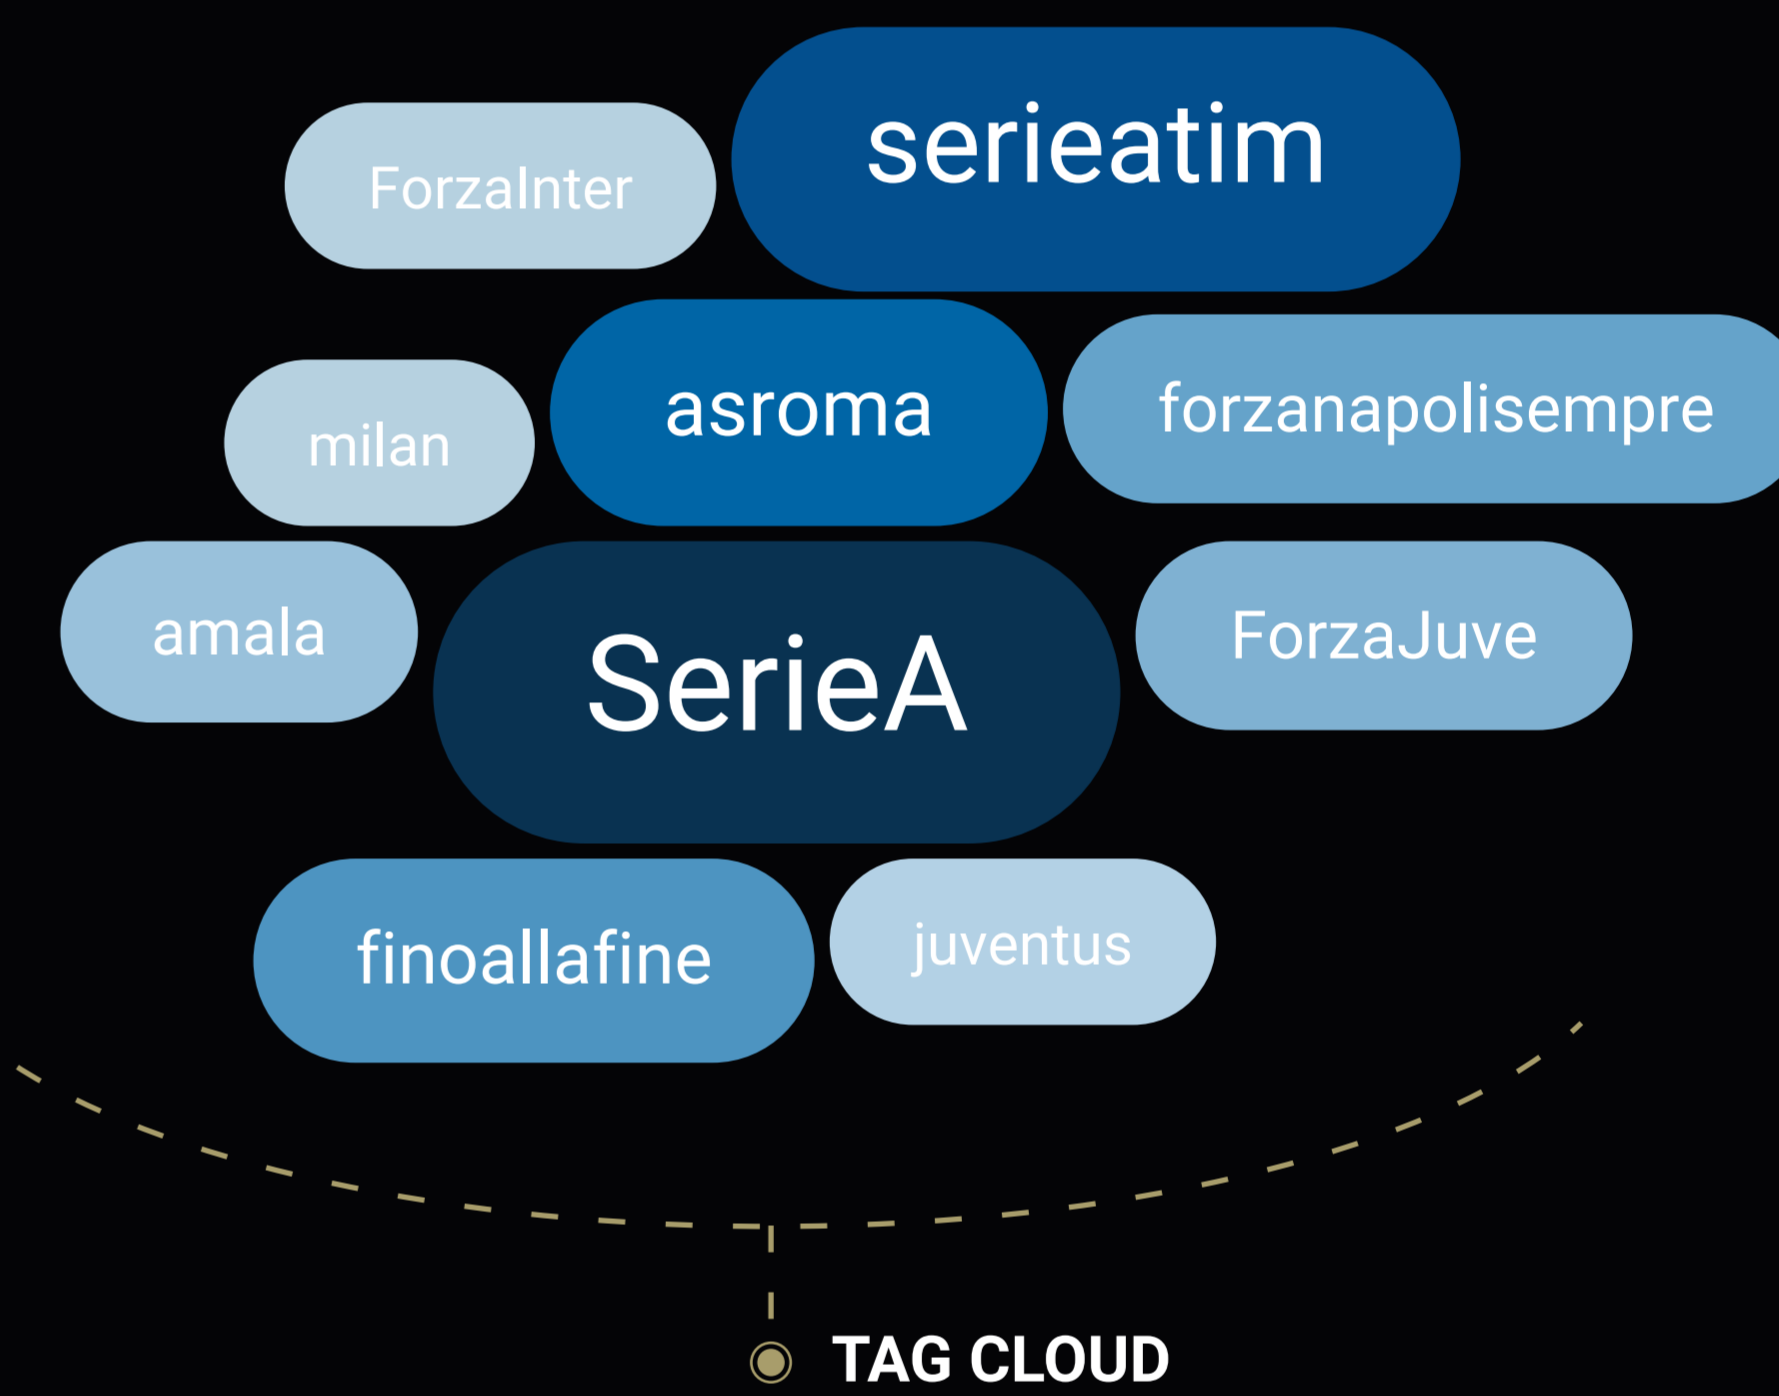 serieatim
ForzaInter
asroma
forzanapolisempre
milan
amala
SerieA
ForzaJuve
finoallafine
juventus
TAG CLOUD